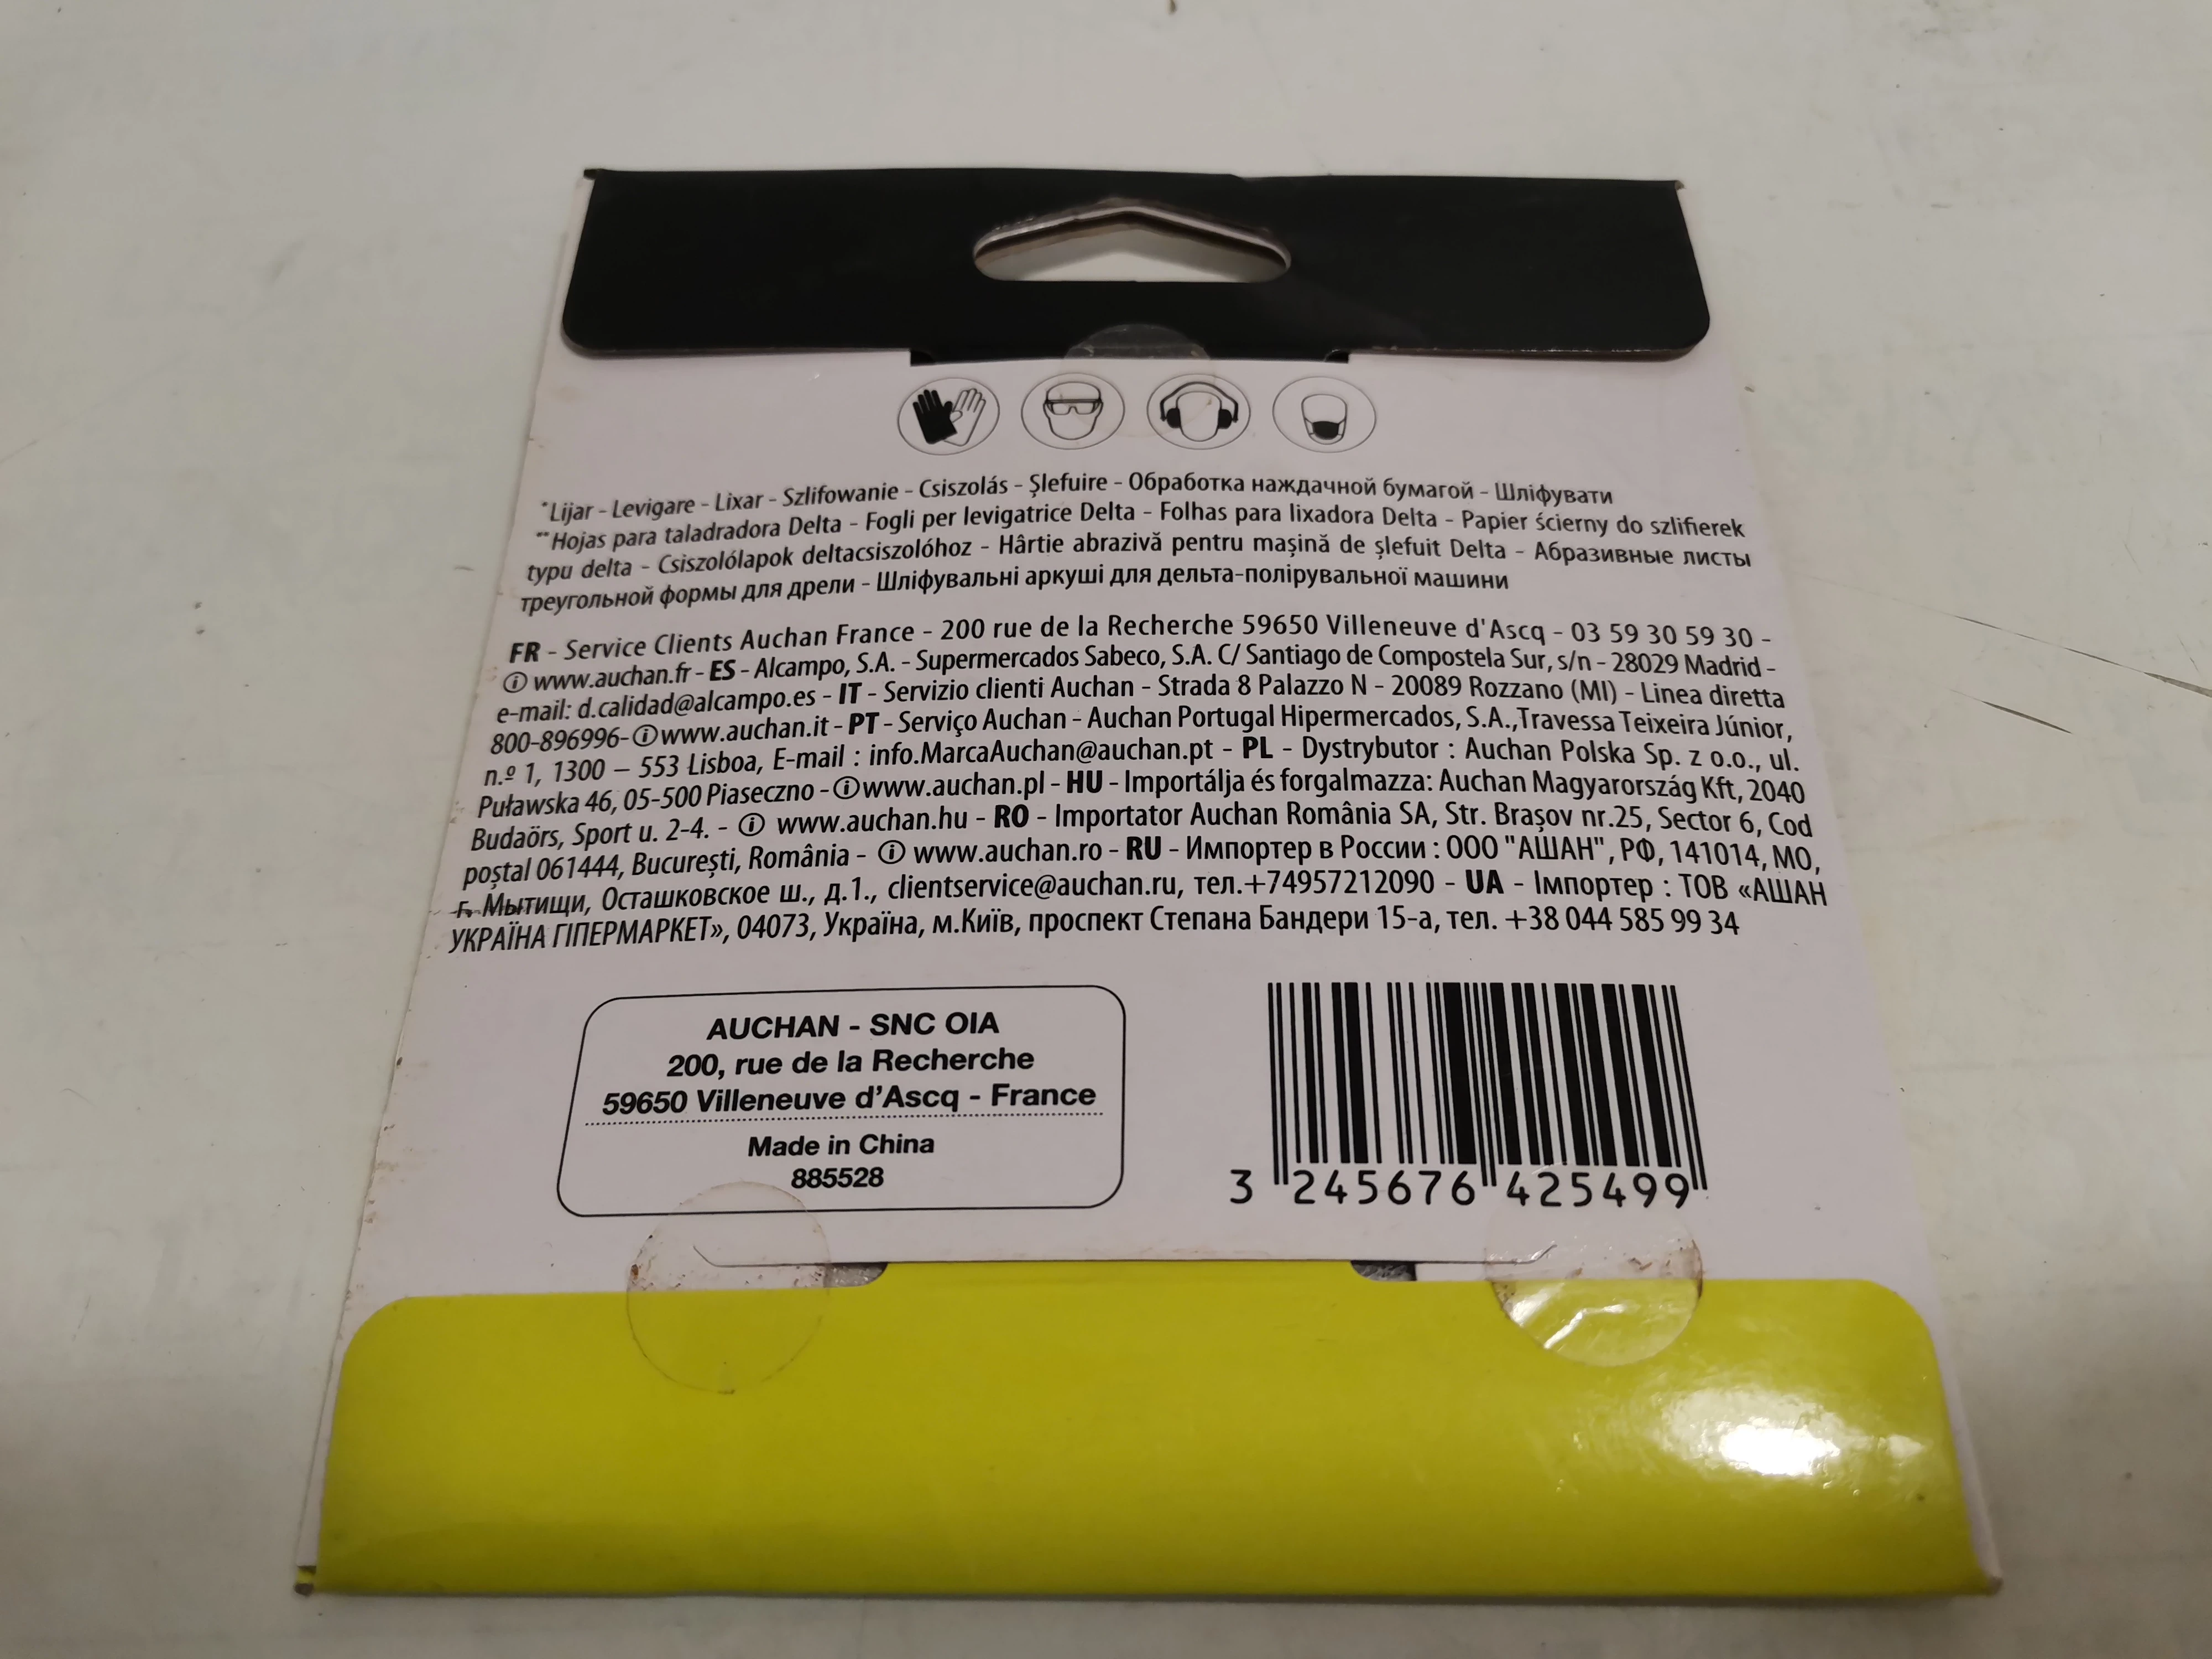 *Lijar - Levigare - Lixar - Szlifowanie - Csiszolás - Șlefuire - Обработка наждачной бумагой - Шліфувати
**Hojas para taladradora Delta - Fogli per levigatrice Delta - Folhas para lixadora Delta - Papier ścierny do szlifierek
typu delta - Csiszolólapok deltacsiszolóhoz - Hârtie abrazivă pentru mașină de șlefuit Delta - Абразивные листы
треугольной формы для дрели - Шліфувальні аркуші для дельта-полірувальної машини
FR - Service Clients Auchan France - 200 rue de la Recherche 59650 Villeneuve d'Ascq - 03 59 30 59 30 -
ⓘ www.auchan.fr - ES - Alcampo, S.A. - Supermercados Sabeco, S.A. C/ Santiago de Compostela Sur, s/n - 28029 Madrid -
e-mail: d.calidad@alcampo.es - IT - Servizio clienti Auchan - Strada 8 Palazzo N - 20089 Rozzano (MI) - Linea diretta
800-896996- ⓘ www.auchan.it - PT - Serviço Auchan - Auchan Portugal Hipermercados, S.A.,Travessa Teixeira Júnior,
n.º 1, 1300 – 553 Lisboa, E-mail : info.MarcaAuchan@auchan.pt - PL - Dystrybutor : Auchan Polska Sp. z o.o., ul.
Puławska 46, 05-500 Piaseczno - ⓘ www.auchan.pl - HU - Importálja és forgalmazza: Auchan Magyarország Kft, 2040
Budaörs, Sport u. 2-4. - ⓘ www.auchan.hu - RO - Importator Auchan România SA, Str. Brașov nr.25, Sector 6, Cod
poștal 061444, București, România - ⓘ www.auchan.ro - RU - Импортер в России : ООО "АШАН", РФ, 141014, МО,
г. Мытищи, Осташковское ш., д.1., clientservice@auchan.ru, тел.+74957212090 - UA - Імпортер : ТОВ «АШАН
УКРАЇНА ГІПЕРМАРКЕТ», 04073, Україна, м.Київ, проспект Степана Бандери 15-а, тел. +38 044 585 99 34
AUCHAN - SNC OIA
200, rue de la Recherche
59650 Villeneuve d'Ascq - France
Made in China
885528
3 245676 425499